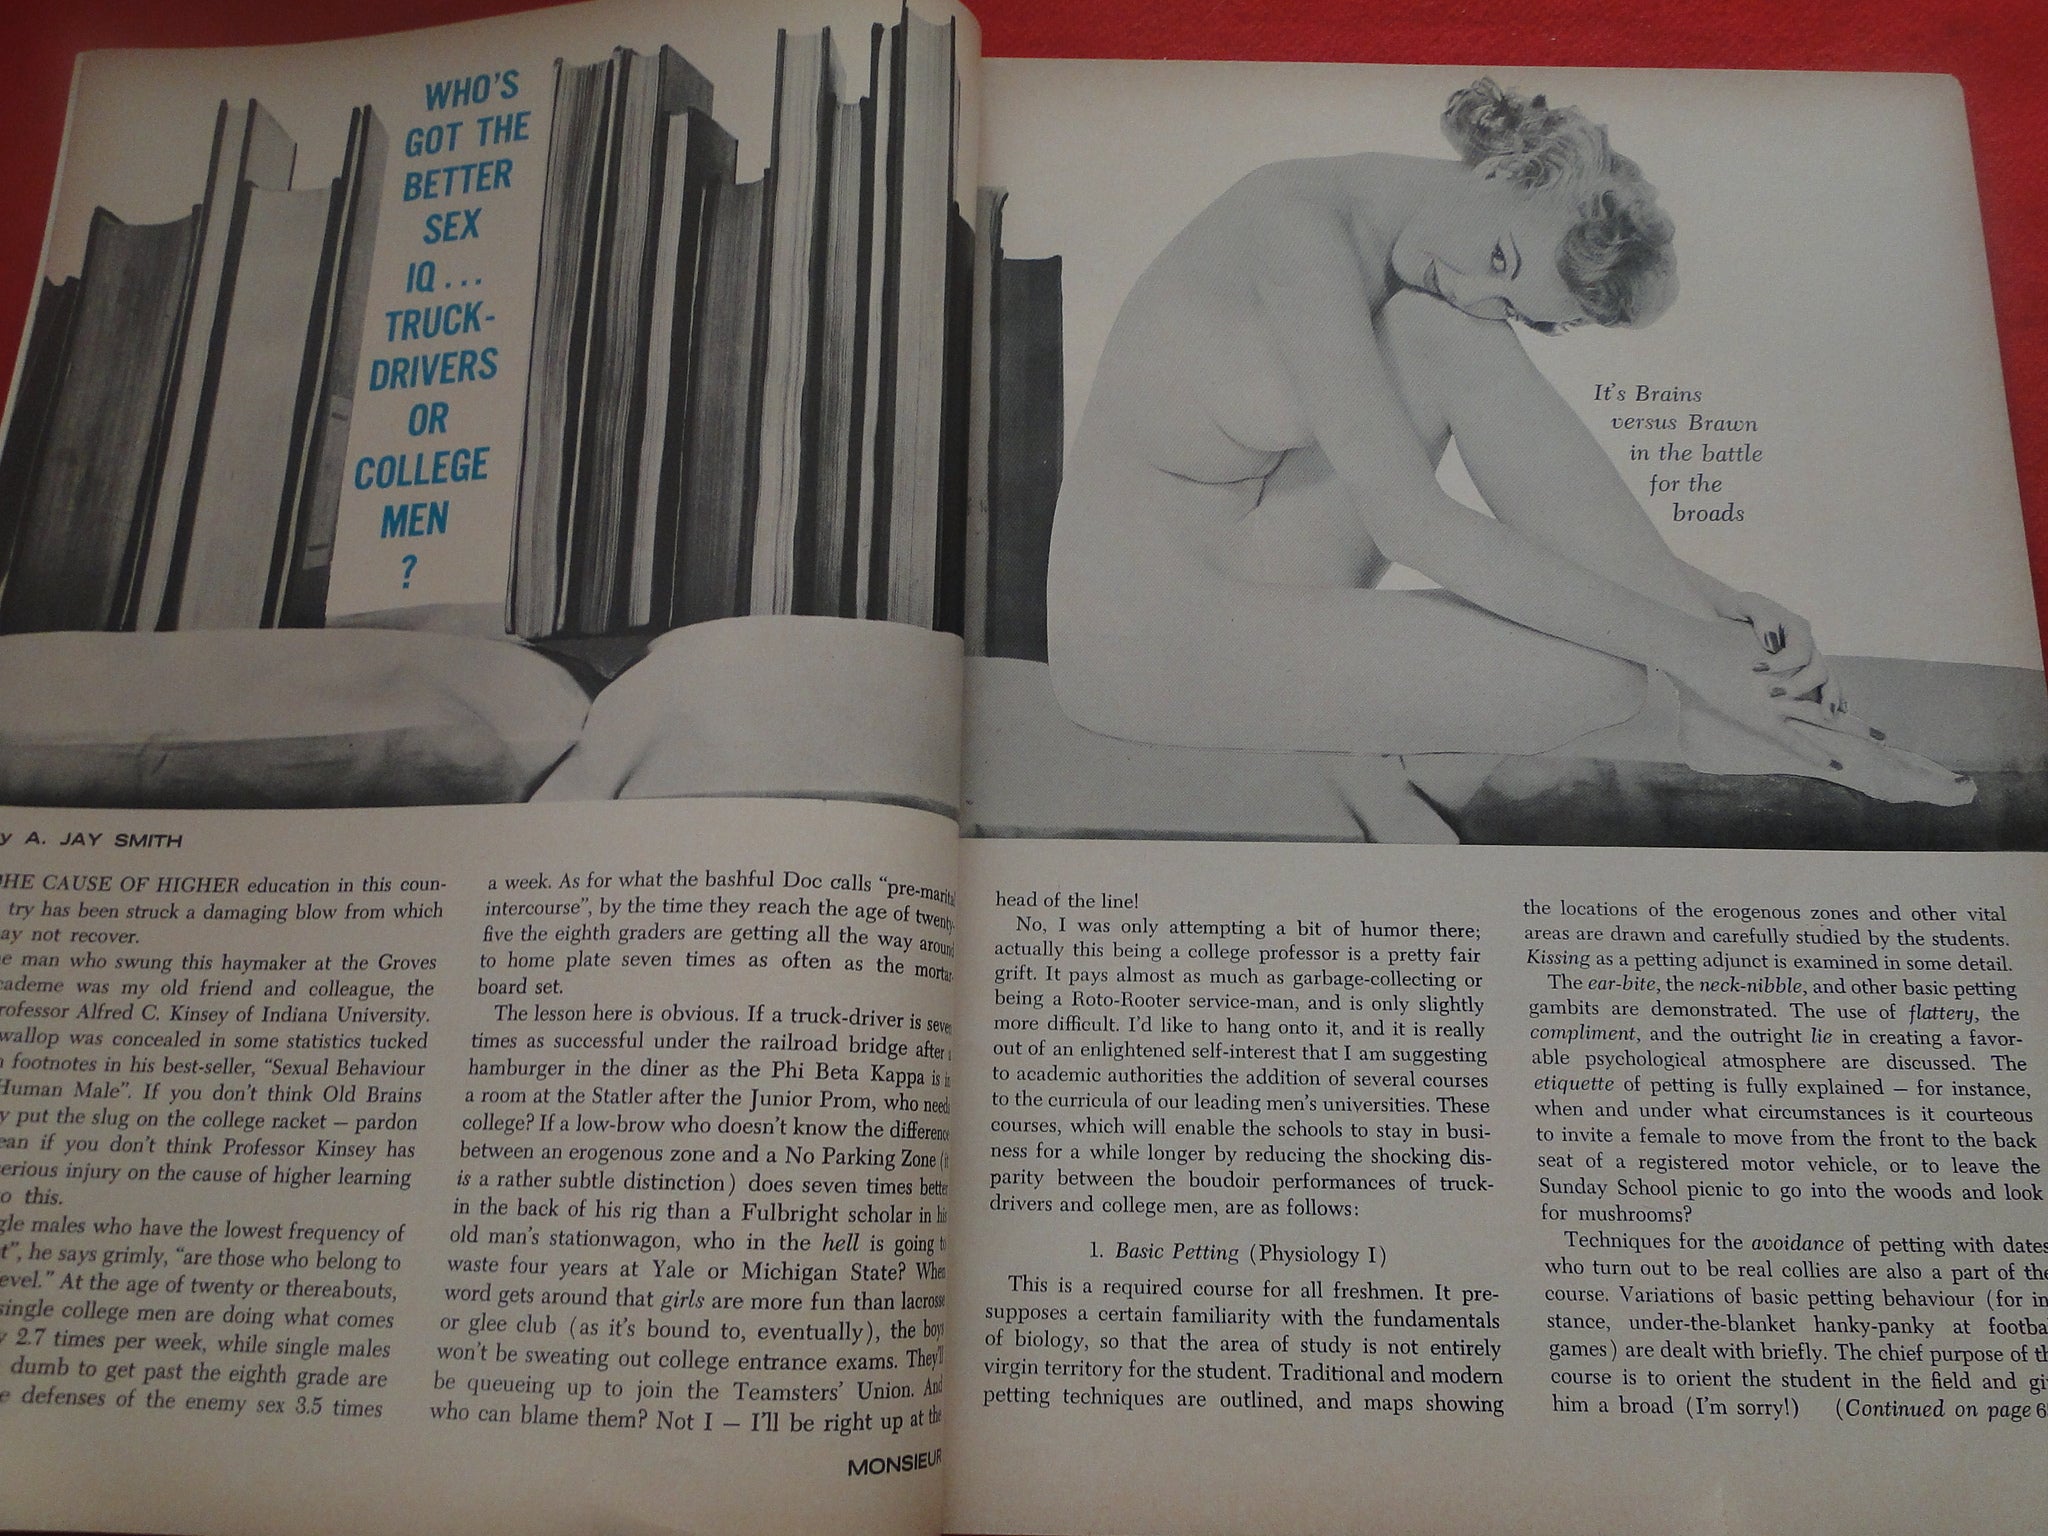 WHO'S
GOT THE
BETTER
SEX
IQ...
TRUCK-
DRIVERS
OR
COLLEGE
MEN
?
A. JAY SMITH
CAUSE OF HIGHER education in this coun-
try has been struck a damaging blow from which
not recover.
man who swung this haymaker at the Groves
was my old friend and colleague, the
Alfred C. Kinsey of Indiana University.
wallop was concealed in some statistics tucked
footnotes in his best-seller, "Sexual Behaviour
Human Male". If you don't think Old Brains
put the slug on the college racket — pardon
if you don't think Professor Kinsey has
injury on the cause of higher learning
this.
males who have the lowest frequency of
he says grimly, "are those who belong to
At the age of twenty or thereabouts,
single college men are doing what comes
2.7 times per week, while single males
dumb to get past the eighth grade are
defenses of the enemy sex 3.5 times
a week. As for what the bashful Doc calls "pre-marital
intercourse", by the time they reach the age of twenty-
five the eighth graders are getting all the way around
to home plate seven times as often as the mortar-
board set.
The lesson here is obvious. If a truck-driver is seven
times as successful under the railroad bridge after a
hamburger in the diner as the Phi Beta Kappa is in
a room at the Statler after the Junior Prom, who needs
college? If a low-brow who doesn't know the difference
between an erogenous zone and a No Parking Zone (it
is a rather subtle distinction) does seven times better
in the back of his rig than a Fulbright scholar in his
old man's stationwagon, who in the hell is going to
waste four years at Yale or Michigan State? When
word gets around that girls are more fun than lacrosse
or glee club (as it's bound to, eventually), the boys
won't be sweating out college entrance exams. They'll
be queueing up to join the Teamsters' Union. And
who can blame them? Not I — I'll be right up at the
MONSIEUR
It's Brains
versus Brawn
in the battle
for the
broads
head of the line!
No, I was only attempting a bit of humor there;
actually this being a college professor is a pretty fair
grift. It pays almost as much as garbage-collecting or
being a Roto-Rooter service-man, and is only slightly
more difficult. I'd like to hang onto it, and it is really
out of an enlightened self-interest that I am suggesting
to academic authorities the addition of several courses
to the curricula of our leading men's universities. These
courses, which will enable the schools to stay in busi-
ness for a while longer by reducing the shocking dis-
parity between the boudoir performances of truck-
drivers and college men, are as follows:
1. Basic Petting (Physiology I)
This is a required course for all freshmen. It pre-
supposes a certain familiarity with the fundamentals
of biology, so that the area of study is not entirely
virgin territory for the student. Traditional and modern
petting techniques are outlined, and maps showing
the locations of the erogenous zones and other vital
areas are drawn and carefully studied by the students.
Kissing as a petting adjunct is examined in some detail.
The ear-bite, the neck-nibble, and other basic petting
gambits are demonstrated. The use of flattery, the
compliment, and the outright lie in creating a favor-
able psychological atmosphere are discussed. The
etiquette of petting is fully explained — for instance,
when and under what circumstances is it courteous
to invite a female to move from the front to the back
seat of a registered motor vehicle, or to leave the
Sunday School picnic to go into the woods and look
for mushrooms?
Techniques for the avoidance of petting with dates
who turn out to be real collies are also a part of the
course. Variations of basic petting behaviour (for in-
stance, under-the-blanket hanky-panky at
games) are dealt with briefly. The chief purpose of
course is to orient the student in the field and
him a broad (I'm sorry!) (Continued on page